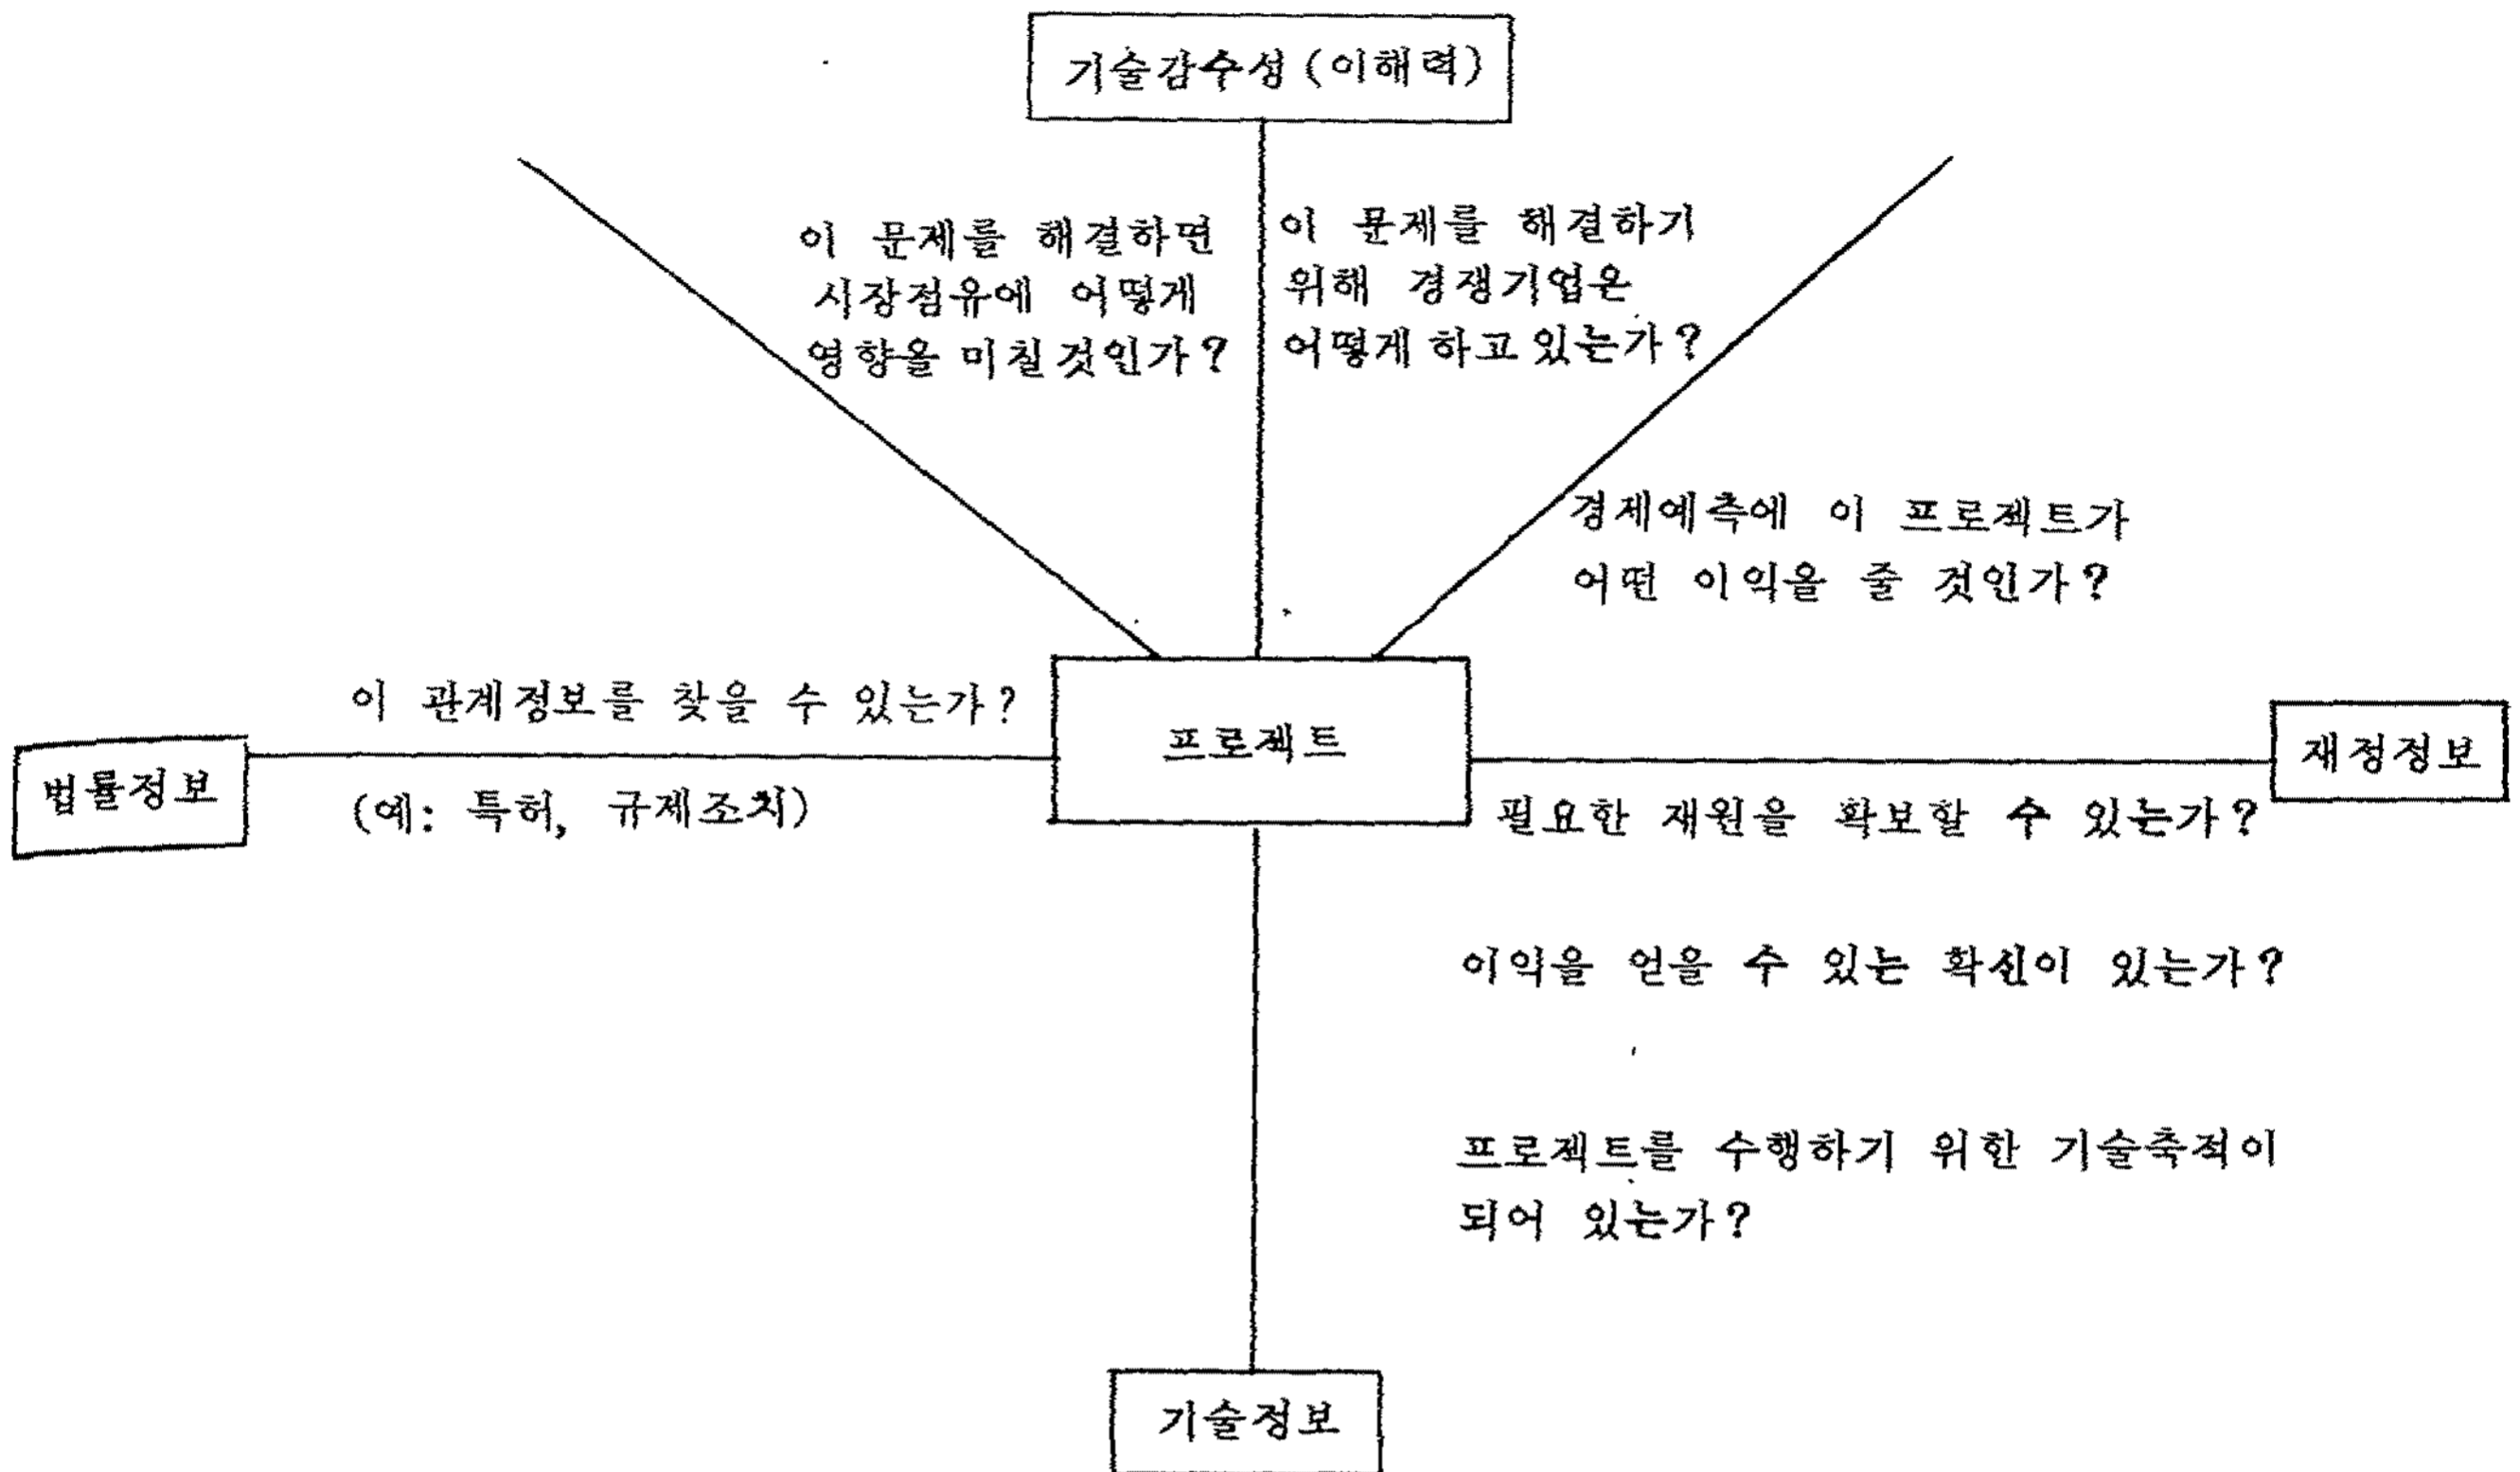 기술감수성(이해력)
이 문제를 해결하면
시장점유에 어떻게
영향을 미칠것인가?
이 문제를 해결하기
위해 경쟁기업은
어떻게 하고 있는가?
경제예측에 이 프로젝트가
어떤 이익을 줄 것인가?
이 관계정보를 찾을 수 있는가?
법률정보
(예: 특허, 규제조치)
프로젝트
재정정보
필요한 재원을 확보할 수 있는가?
이익을 얻을 수 있는 확신이 있는가?
프로젝트를 수행하기 위한 기술축적이
되어 있는가?
기술정보